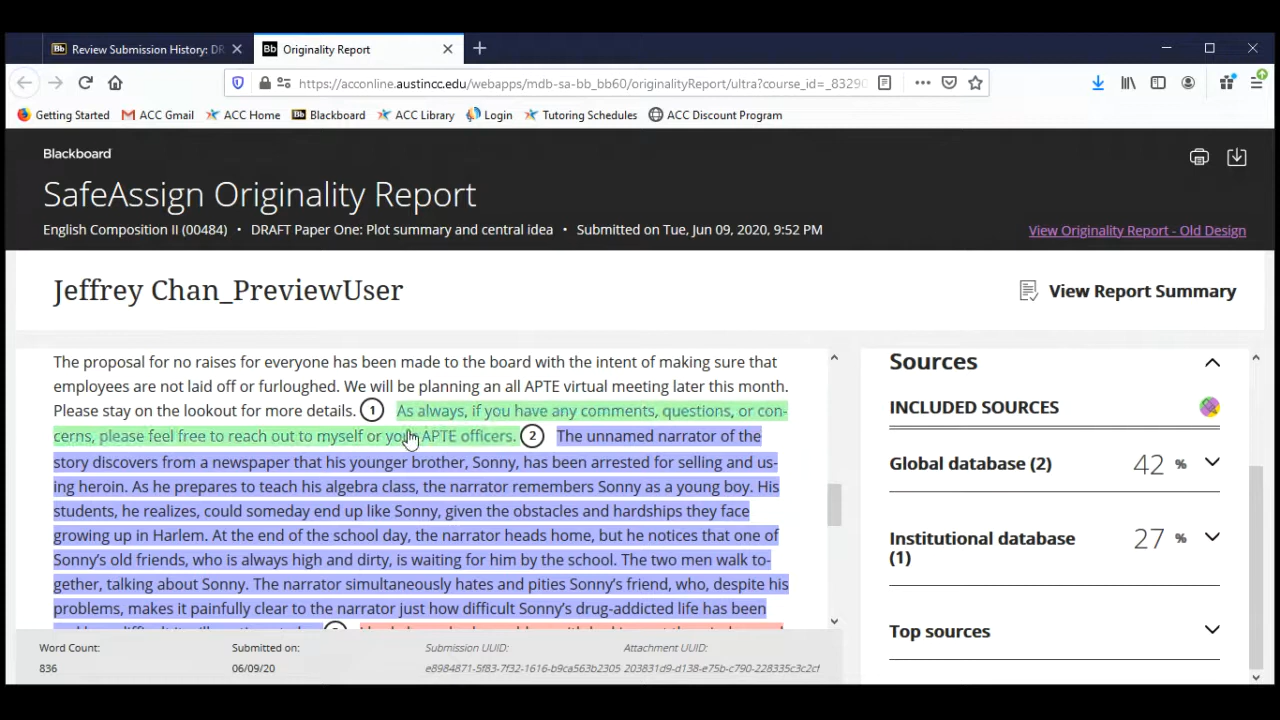 Review Submission History: DR
Originality Report
https://acconline.austincc.edu/webapps/mdb-sa-bb_bb60/originalityReport/ultra?course_id=_83290
Getting Started ACC Gmail ACC Home Blackboard ACC Library Login Tutoring Schedules ACC Discount Program
Blackboard
SafeAssign Originality Report
English Composition II (00484) • DRAFT Paper One: Plot summary and central idea • Submitted on Tue, Jun 09, 2020, 9:52 PM
View Originality Report - Old Design
Jeffrey Chan_PreviewUser
View Report Summary
The proposal for no raises for everyone has been made to the board with the intent of making sure that
employees are not laid off or furloughed. We will be planning an all APTE virtual meeting later this month.
Please stay on the lookout for more details. 1 As always, if you have any comments, questions, or con-
cerns, please feel free to reach out to myself or your APTE officers. 2 The unnamed narrator of the
story discovers from a newspaper that his younger brother, Sonny, has been arrested for selling and us-
ing heroin. As he prepares to teach his algebra class, the narrator remembers Sonny as a young boy. His
students, he realizes, could someday end up like Sonny, given the obstacles and hardships they face
growing up in Harlem. At the end of the school day, the narrator heads home, but he notices that one of
Sonny's old friends, who is always high and dirty, is waiting for him by the school. The two men walk to-
gether, talking about Sonny. The narrator simultaneously hates and pities Sonny's friend, who, despite his
problems, makes it painfully clear to the narrator just how difficult Sonny's drug-addicted life has been
Sources
INCLUDED SOURCES
Global database (2) 42 %
Institutional database 27 %
(1)
Top sources
Word Count:
836
Submitted on:
06/09/20
Submission UUID:
e8984871-5f83-7f32-1616-b9ca563b2305
Attachment UUID:
203831d9-d138-e75b-c790-228335c3c2cf